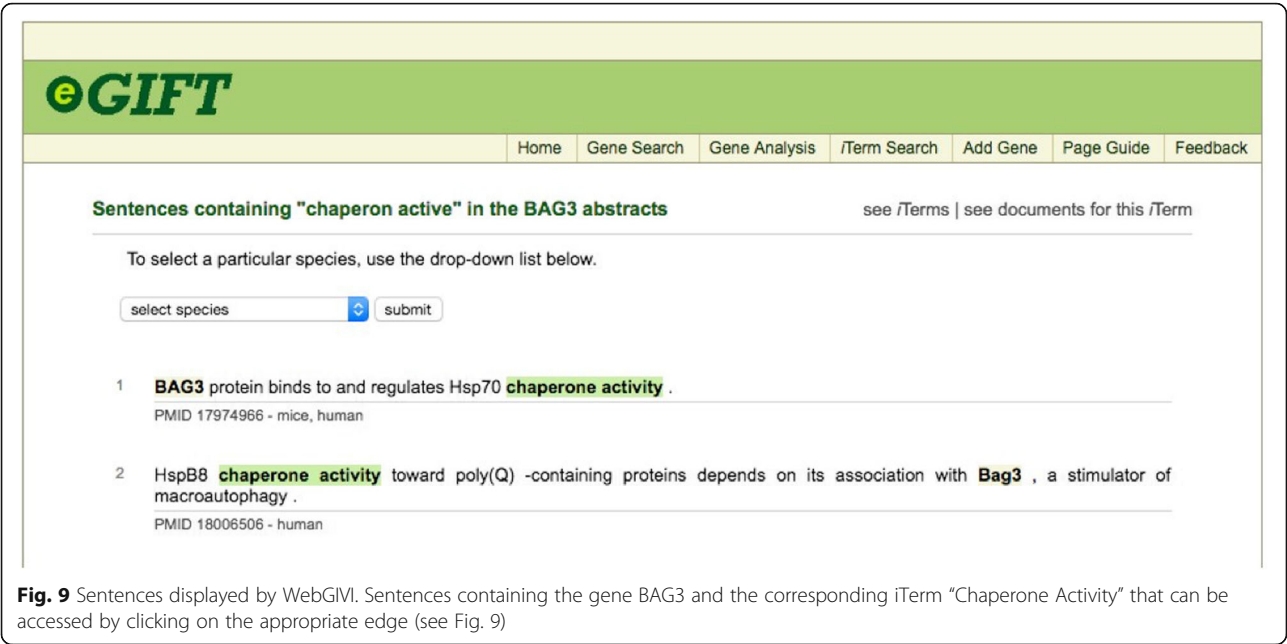 eGIFT
Home Gene Search Gene Analysis iTerm Search Add Gene Page Guide Feedback
Sentences containing "chaperon active" in the BAG3 abstracts see iTerms | see documents for this iTerm
To select a particular species, use the drop-down list below.
select species submit
1 BAG3 protein binds to and regulates Hsp70 chaperone activity .
PMID 17974966 - mice, human
2 HspB8 chaperone activity toward poly(Q) -containing proteins depends on its association with Bag3 , a stimulator of
macroautophagy .
PMID 18006506 - human
Fig. 9 Sentences displayed by WebGIVI. Sentences containing the gene BAG3 and the corresponding iTerm “Chaperone Activity” that can be
accessed by clicking on the appropriate edge (see Fig. 9)